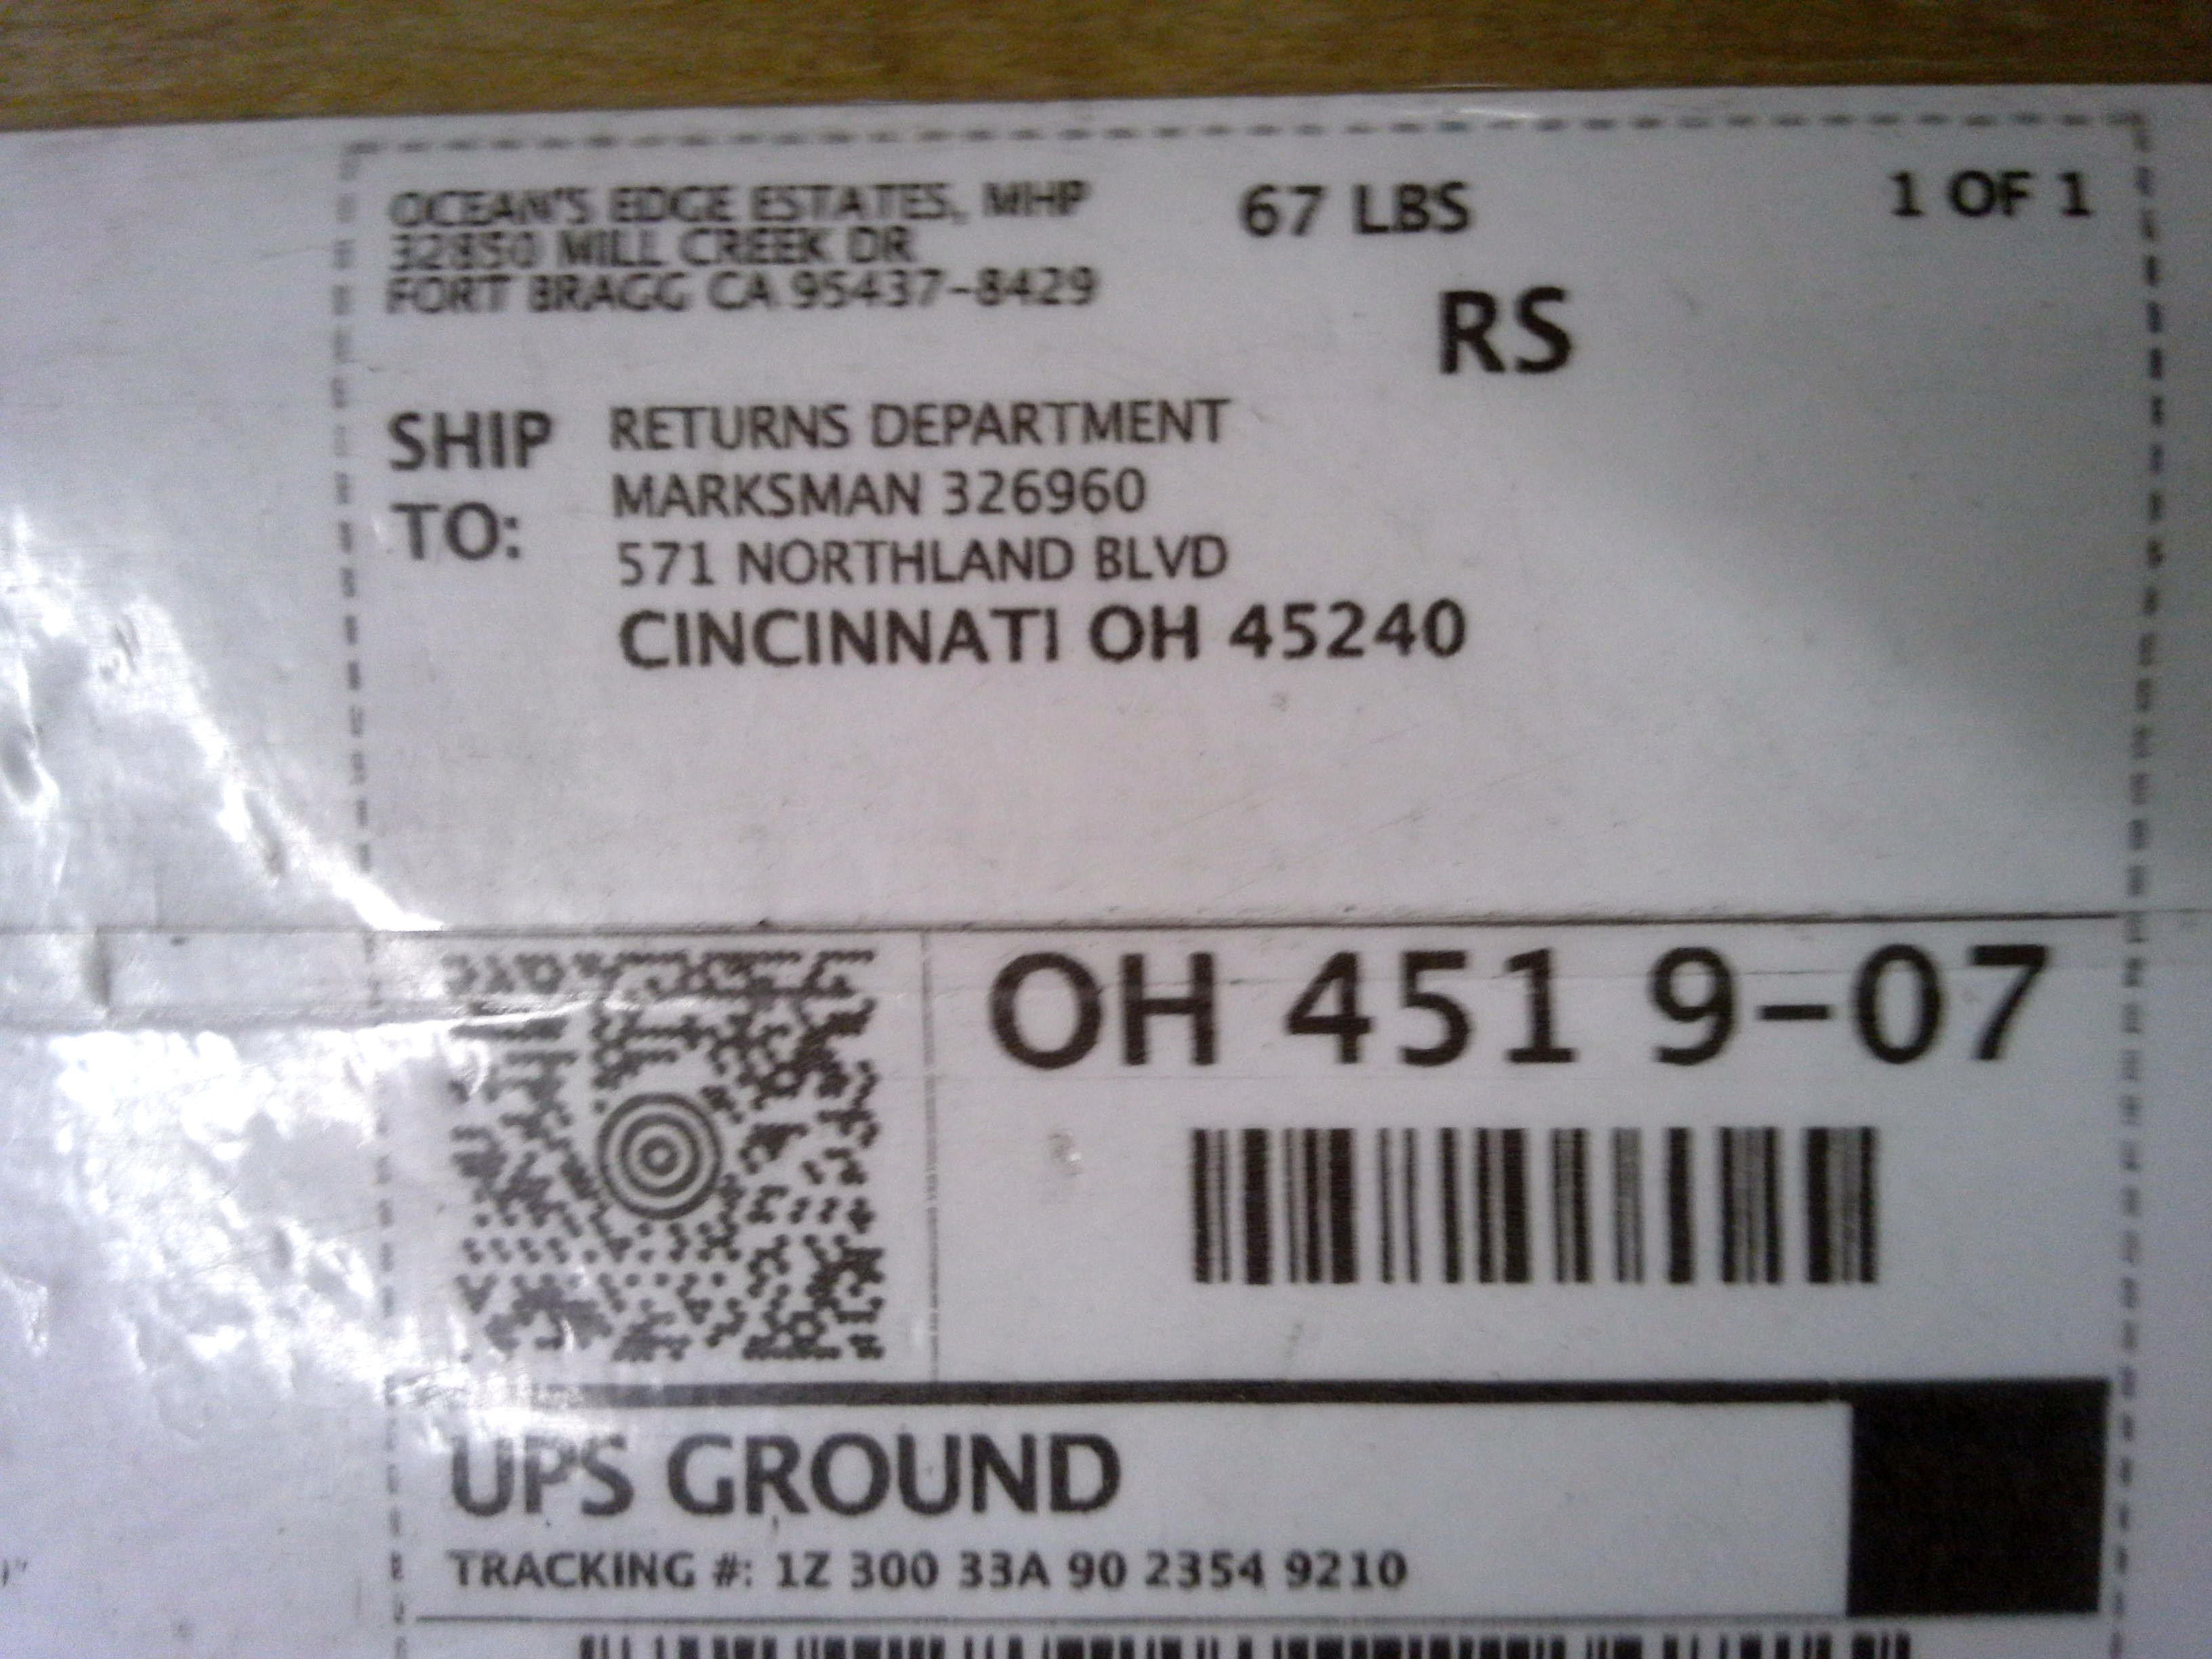 OCEAN'S EDGE ESTATES, MHP
32850 MILL CREEK DR
FORT BRAGG CA 95437-8429
67 LBS
1 OF 1
RS
SHIP TO:
RETURNS DEPARTMENT
MARKSMAN 326960
571 NORTHLAND BLVD
CINCINNATI OH 45240
OH 451 9-07
UPS GROUND
TRACKING #: 1Z 300 33A 90 2354 9210